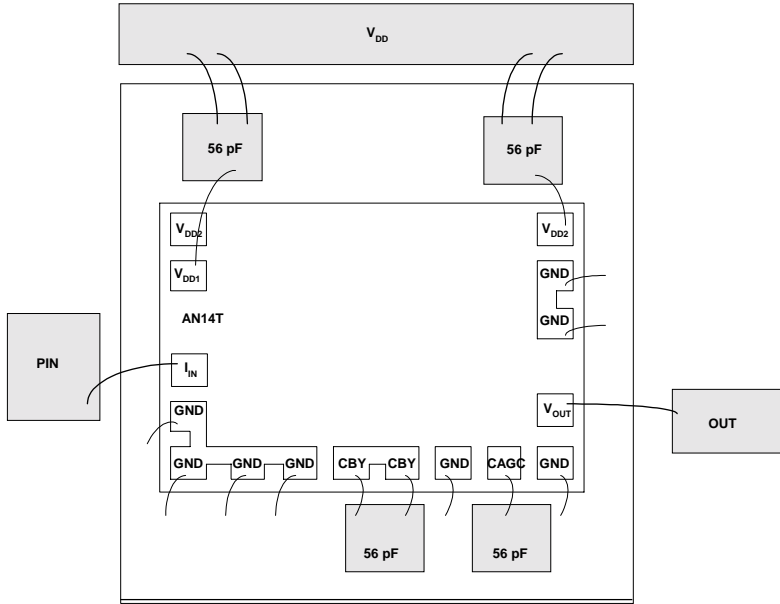 VDD
56 pF 56 pF
VDD2 VDD2
VDD1 GND
AN14T GND
PIN IIN
VOUT OUT
GND
GND GND GND CBY CBY GND CAGC GND
56 pF 56 pF